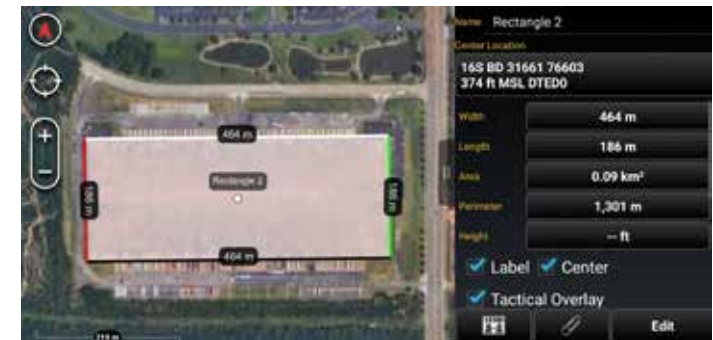 464 m
186 m
Rectangle 2
186 m
464 m
Name Rectangle 2
Center Location
16S BD 31661 76603
374 ft MSL DTED0
Width 464 m
Length 186 m
Area 0.09 km²
Perimeter 1,301 m
Height -- ft
Label Center
Tactical Overlay
Edit